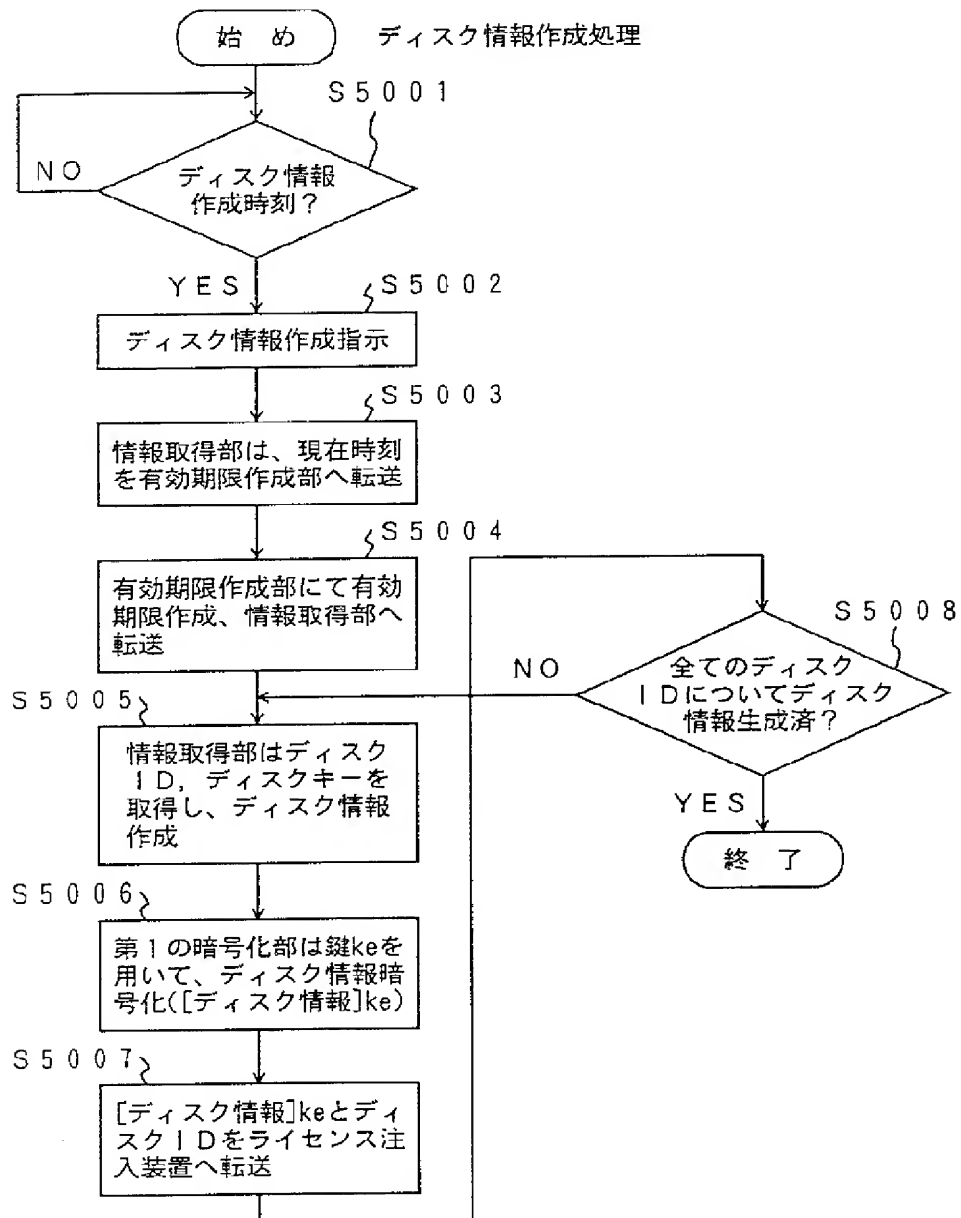 始め
ディスク情報作成処理
S5001
NO
ディスク情報
作成時刻?
YES
S5002
ディスク情報作成指示
S5003
情報取得部は、現在時刻
を有効期限作成部へ転送
S5004
有効期限作成部にて有効
期限作成、情報取得部へ
転送
S5005
情報取得部はディスク
ID,ディスクキーを
取得し、ディスク情報
作成
S5006
第1の暗号化部は鍵keを
用いて、ディスク情報暗
号化([ディスク情報]ke)
S5007
[ディスク情報]keとディ
スクIDをライセンス注
入装置へ転送
S5008
NO
全てのディスク
IDについてディスク
情報生成済?
YES
終了